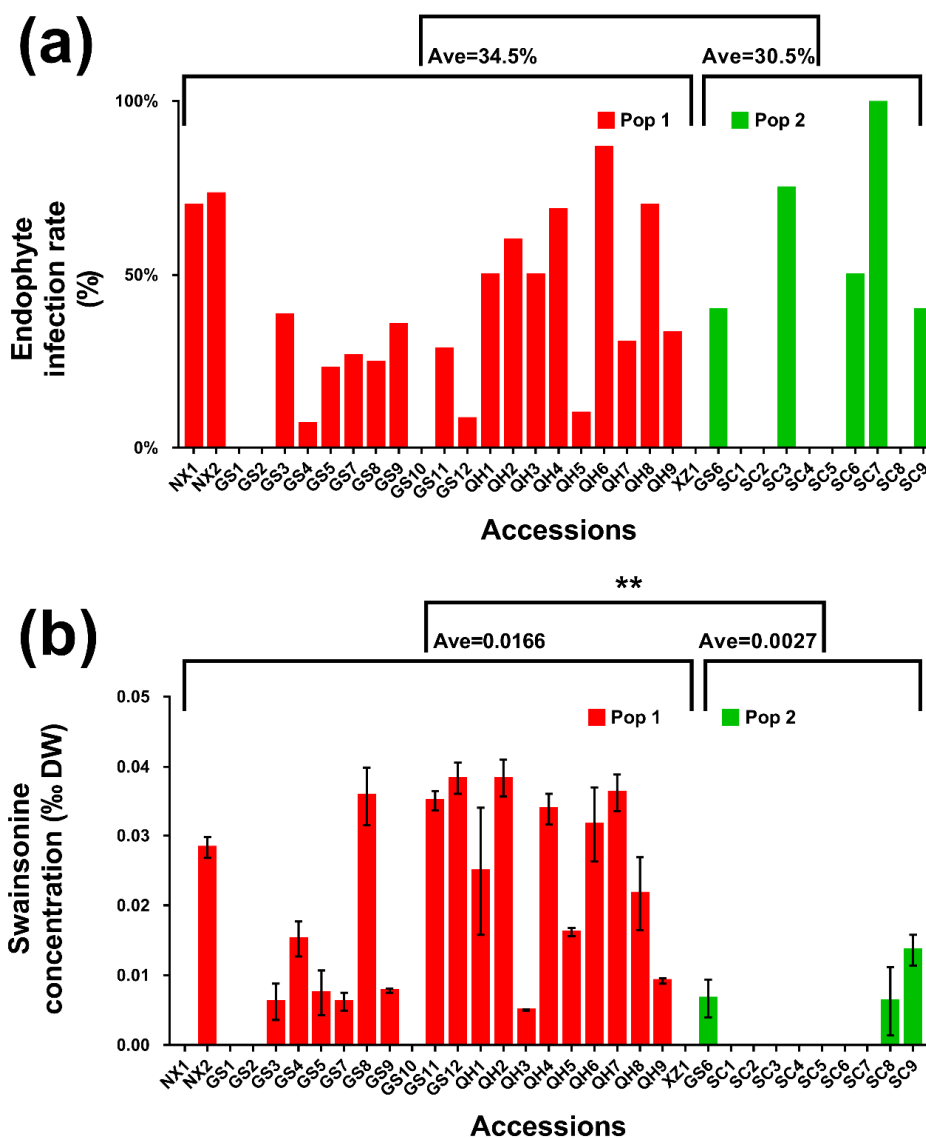 (a)
Ave=34.5%
Ave=30.5%
100%
Pop 1
Pop 2
50%
0%
Endophyte
infection rate
(%)
NX1
NX2
GS1
GS2
GS3
GS4
GS5
GS7
GS8
GS9
GS10
GS11
GS12
QH1
QH2
QH3
QH4
QH5
QH6
QH7
QH8
QH9
XZ1
GS6
SC1
SC2
SC3
SC4
SC5
SC6
SC7
SC8
SC9
Accessions
(b)
**
Ave=0.0166
Ave=0.0027
0.05
Pop 1
Pop 2
0.04
0.03
0.02
0.01
0.00
Swainsonine
concentration (‰ DW)
NX1
NX2
GS1
GS2
GS3
GS4
GS5
GS7
GS8
GS9
GS10
GS11
GS12
QH1
QH2
QH3
QH4
QH5
QH6
QH7
QH8
QH9
XZ1
GS6
SC1
SC2
SC3
SC4
SC5
SC6
SC7
SC8
SC9
Accessions